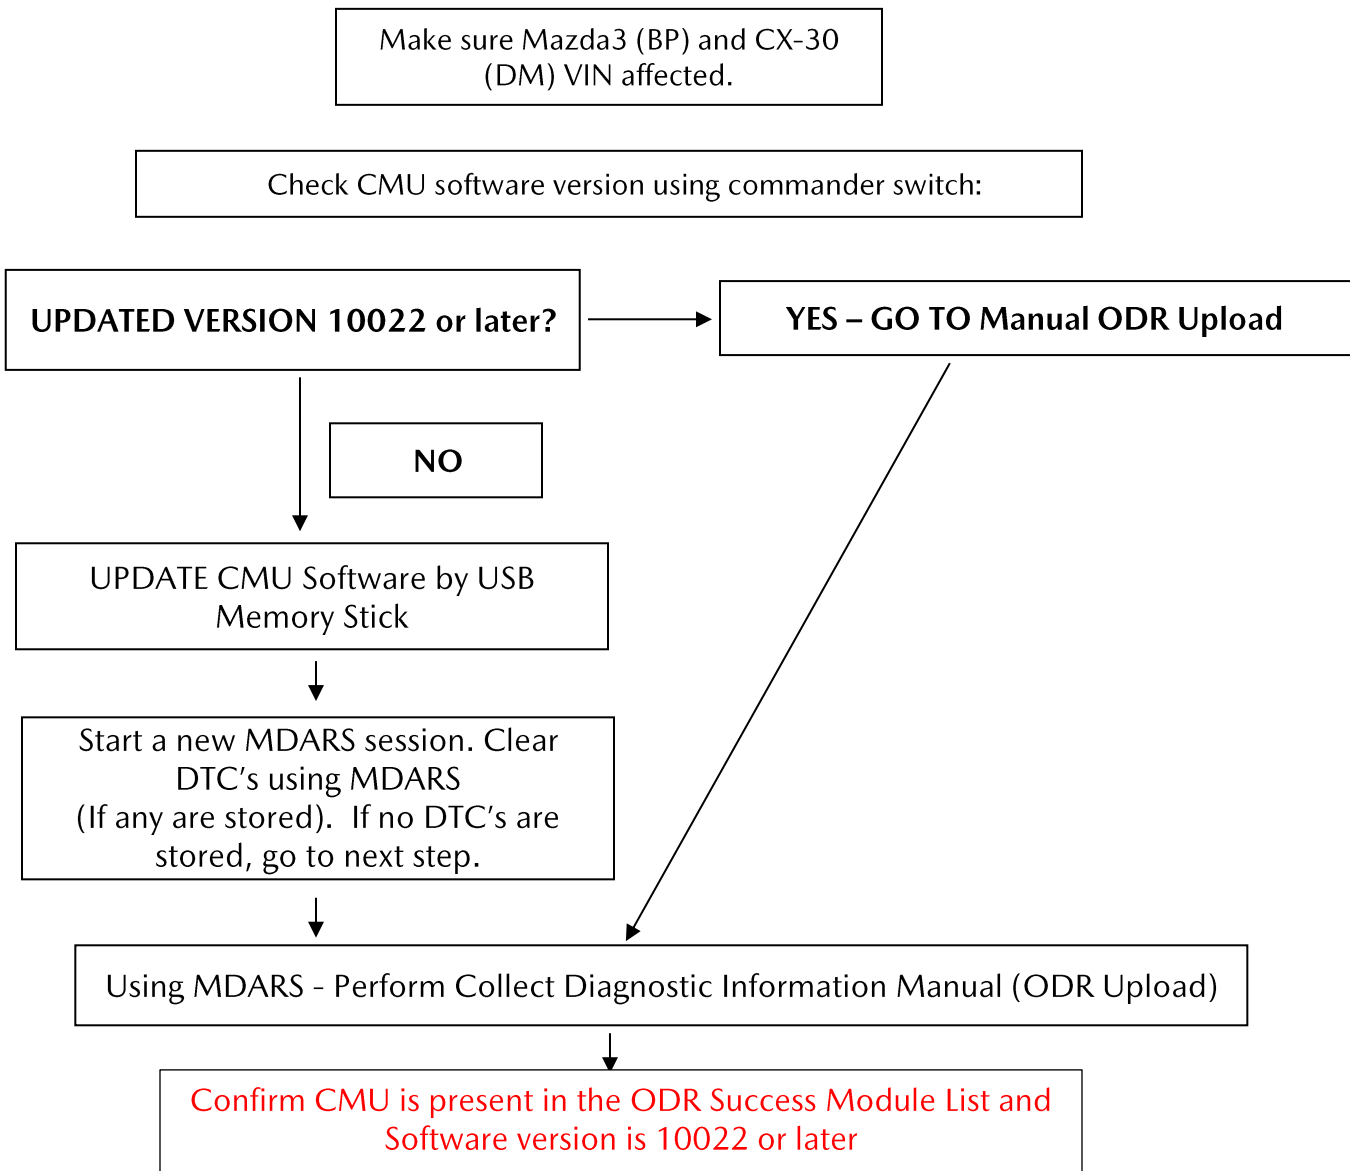 Make sure Mazda3 (BP) and CX-30
(DM) VIN affected.
Check CMU software version using commander switch:
UPDATED VERSION 10022 or later?
YES – GO TO Manual ODR Upload
NO
UPDATE CMU Software by USB
Memory Stick
Start a new MDARS session. Clear
DTC's using MDARS
(If any are stored).  If no DTC's are
stored, go to next step.
Using MDARS - Perform Collect Diagnostic Information Manual (ODR Upload)
Confirm CMU is present in the ODR Success Module List and
Software version is 10022 or later